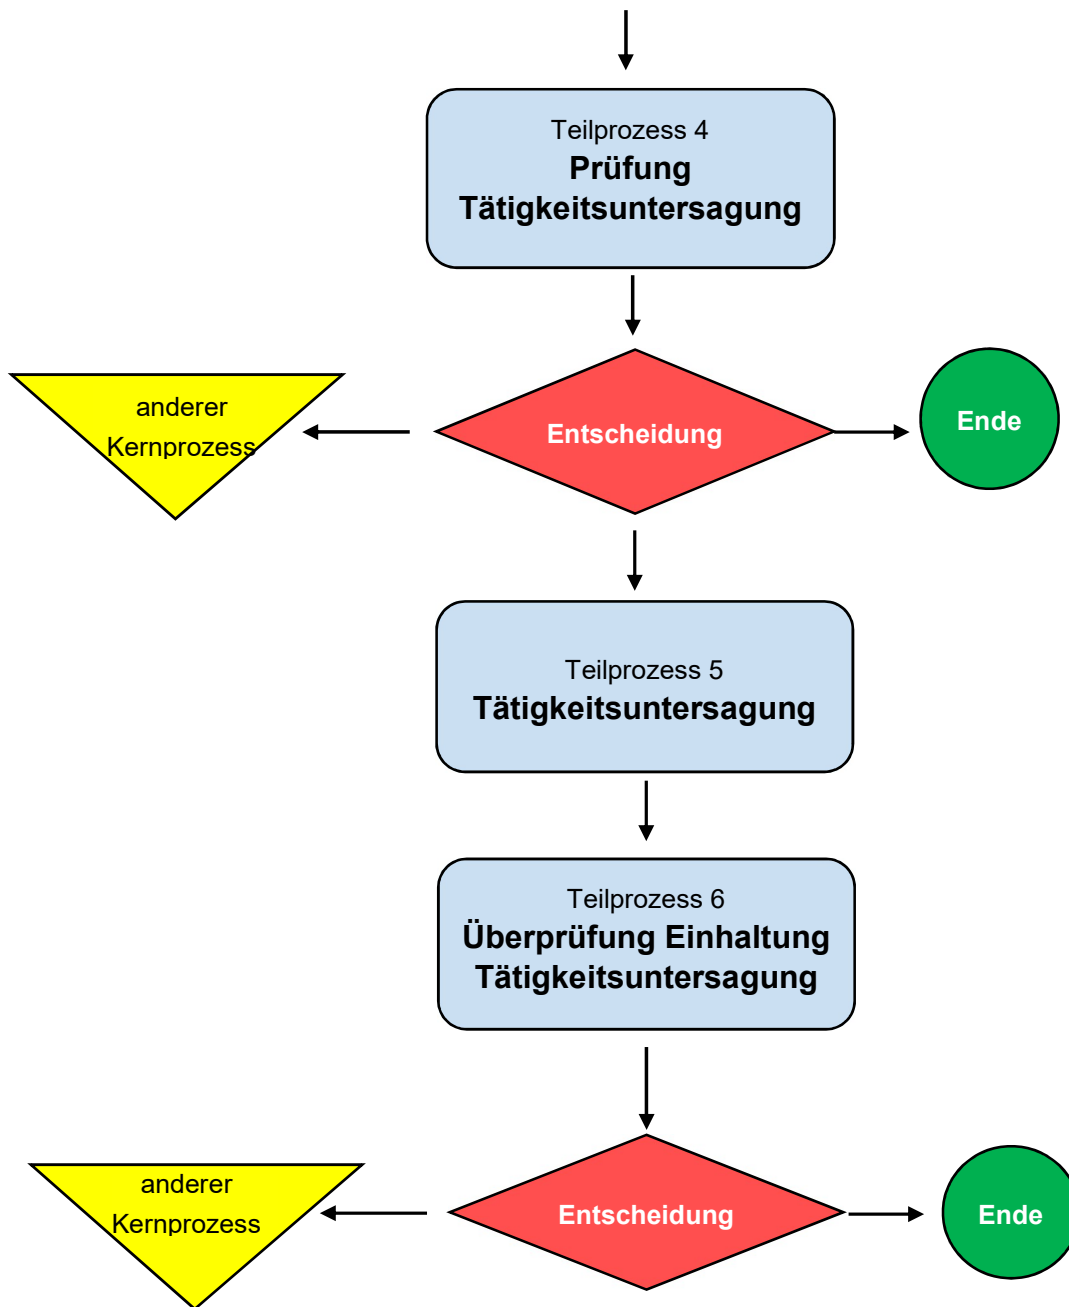 Teilprozess 4
Prüfung
Tätigkeitsuntersagung
anderer
Kernprozess
Entscheidung
Ende
Teilprozess 5
Tätigkeitsuntersagung
Teilprozess 6
Überprüfung Einhaltung
Tätigkeitsuntersagung
anderer
Kernprozess
Entscheidung
Ende